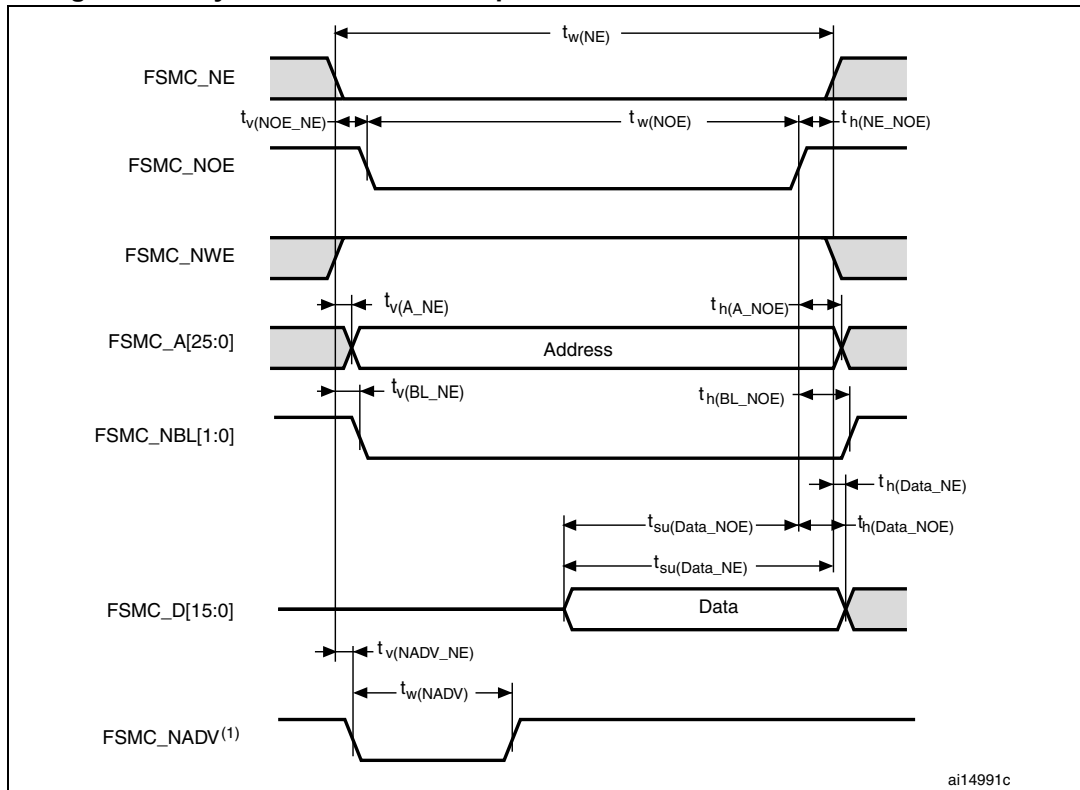 tw(NE)
FSMC_NE
tv(NOE_NE)
tw(NOE)
th(NE_NOE)
FSMC_NOE
FSMC_NWE
tv(A_NE)
th(A_NOE)
FSMC_A[25:0]
Address
tv(BL_NE)
th(BL_NOE)
FSMC_NBL[1:0]
th(Data_NE)
tsu(Data_NOE)
th(Data_NOE)
tsu(Data_NE)
FSMC_D[15:0]
Data
tv(NADV_NE)
tw(NADV)
FSMC_NADV(1)
ai14991c